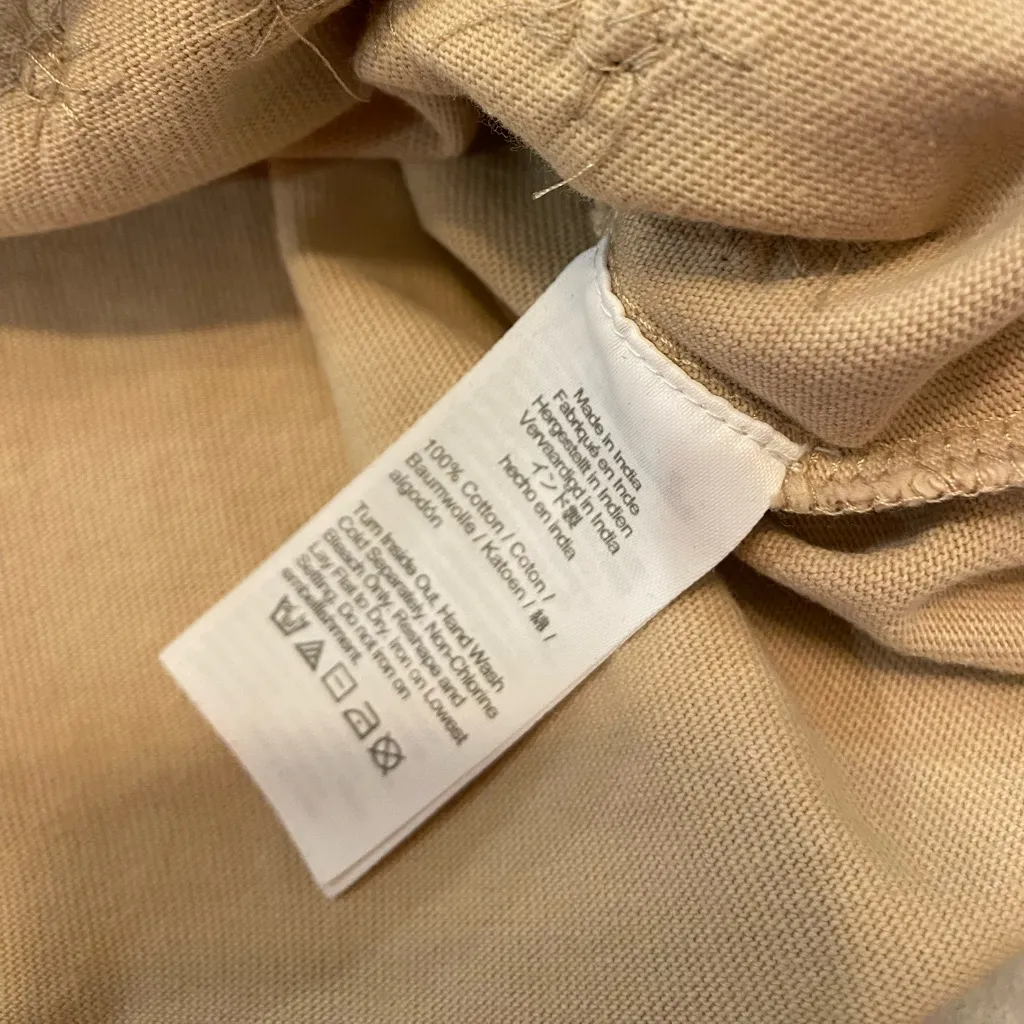 Made in India
Fabriqué en Inde
Hergestellt in Indien
Vervaardigd in India
インド製
hecho en India
100% Cotton / Coton /
Baumwolle / Katoen / 綿 /
algodón
Turn Inside Out, Hand Wash
Cold Separately, Non-Chlorine
Bleach Only, Reshape and
Lay Flat to Dry, Iron on Lowest
Setting, Do not iron on
embellishment.